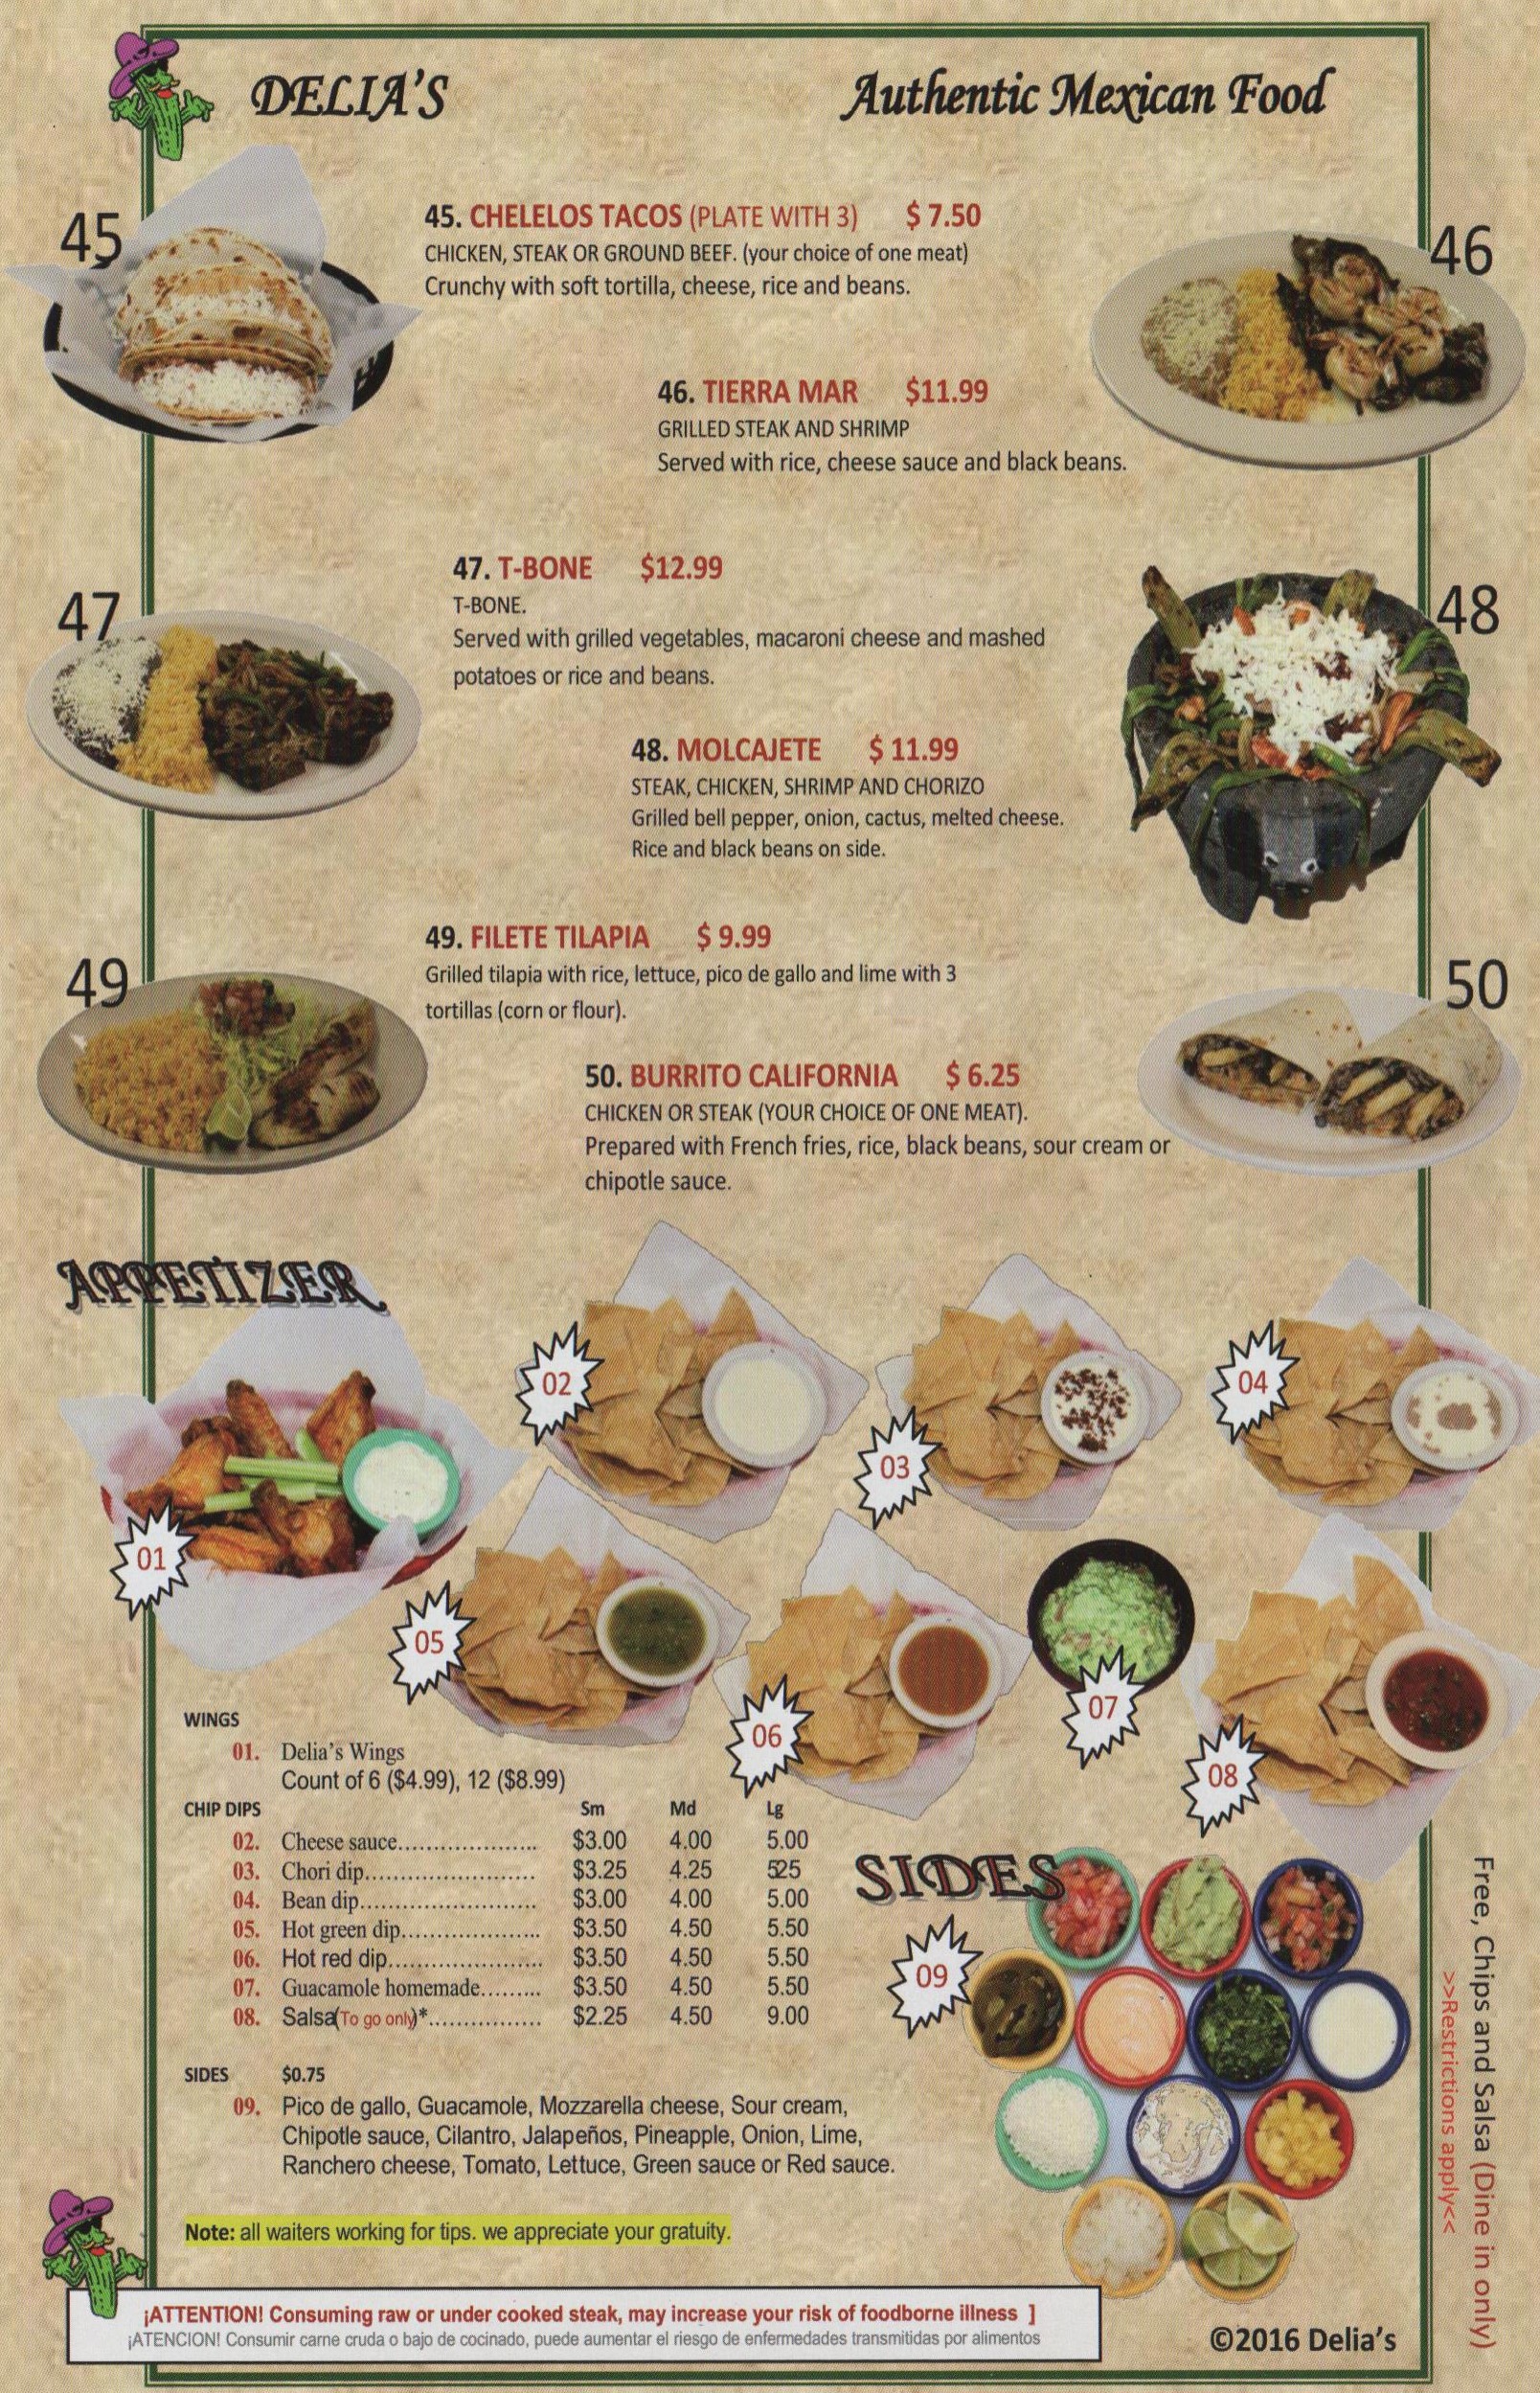 DELIA'S
Authentic Mexican Food
45
45. CHELELOS TACOS (PLATE WITH 3) $ 7.50
CHICKEN, STEAK OR GROUND BEEF. (your choice of one meat)
Crunchy with soft tortilla, cheese, rice and beans.
46
46. TIERRA MAR $11.99
GRILLED STEAK AND SHRIMP
Served with rice, cheese sauce and black beans.
47
47. T-BONE $12.99
T-BONE.
Served with grilled vegetables, macaroni cheese and mashed
potatoes or rice and beans.
48
48. MOLCAJETE $ 11.99
STEAK, CHICKEN, SHRIMP AND CHORIZO
Grilled bell pepper, onion, cactus, melted cheese.
Rice and black beans on side.
49
49. FILETE TILAPIA $ 9.99
Grilled tilapia with rice, lettuce, pico de gallo and lime with 3
tortillas (corn or flour).
50
50. BURRITO CALIFORNIA $ 6.25
CHICKEN OR STEAK (YOUR CHOICE OF ONE MEAT).
Prepared with French fries, rice, black beans, sour cream or
chipotle sauce.
APPETIZER
01
02
03
04
05
06
07
08
WINGS
01. Delia's Wings
Count of 6 ($4.99), 12 ($8.99)
CHIP DIPS Sm Md Lg
02. Cheese sauce.................... $3.00 4.00 5.00
03. Chori dip........................ $3.25 4.25 525
04. Bean dip......................... $3.00 4.00 5.00
05. Hot green dip.................... $3.50 4.50 5.50
06. Hot red dip...................... $3.50 4.50 5.50
07. Guacamole homemade......... $3.50 4.50 5.50
08. Salsa(To go only)*................ $2.25 4.50 9.00
SIDES
09
SIDES $0.75
09. Pico de gallo, Guacamole, Mozzarella cheese, Sour cream,
Chipotle sauce, Cilantro, Jalapeños, Pineapple, Onion, Lime,
Ranchero cheese, Tomato, Lettuce, Green sauce or Red sauce.
Note: all waiters working for tips. we appreciate your gratuity.
Free, Chips and Salsa (Dine in only)
>>Restrictions apply<<
¡ATTENTION! Consuming raw or under cooked steak, may increase your risk of foodborne illness ]
¡ATENCION! Consumir carne cruda o bajo de cocinado, puede aumentar el riesgo de enfermedades transmitidas por alimentos
©2016 Delia's